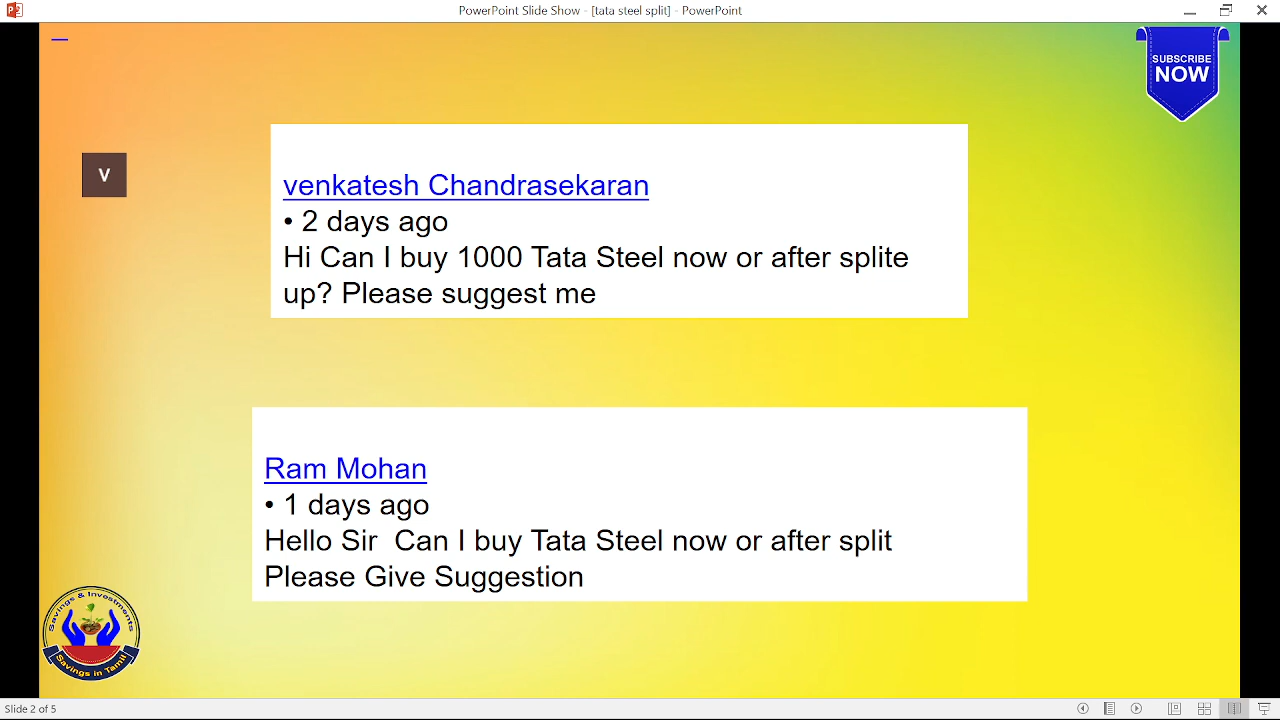 PowerPoint Slide Show - [tata steel split] - PowerPoint
SUBSCRIBE
NOW
V
venkatesh Chandrasekaran
• 2 days ago
Hi Can I buy 1000 Tata Steel now or after splite
up? Please suggest me
Ram Mohan
• 1 days ago
Hello Sir  Can I buy Tata Steel now or after split
Please Give Suggestion
Savings & Investments
Savings in Tamil
Slide 2 of 5